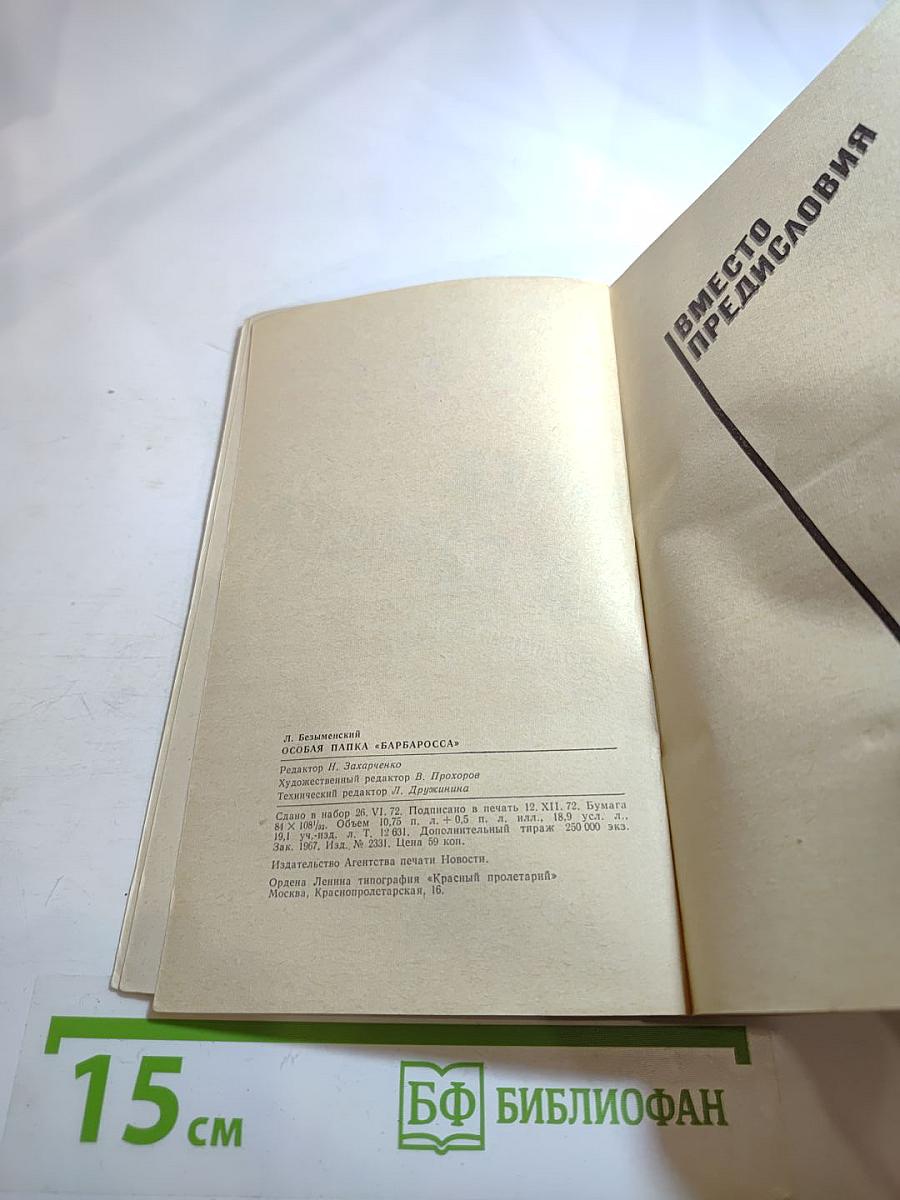 ВМЕСТО
ПРЕДИСЛОВИЯ
Л. Безыменский
ОСОБАЯ ПАПКА «БАРБАРОССА»
Редактор Н. Захарченко
Художественный редактор В. Прохоров
Технический редактор Л. Дружинина
Сдано в набор 26. VI. 72. Подписано в печать 12. XII. 72. Бумага
84 × 108¹/₃₂. Объем 10,75 п. л. + 0,5 п. л. илл., 18,9 усл. л.,
19,1 уч.-изд. л. Т. 12 631. Дополнительный тираж 250 000 экз.
Зак. 1967. Изд. № 2331. Цена 59 коп.
Издательство Агентства печати Новости.
Ордена Ленина типография «Красный пролетарий»
Москва, Краснопролетарская, 16.
15 см
БФ БИБЛИОФАН